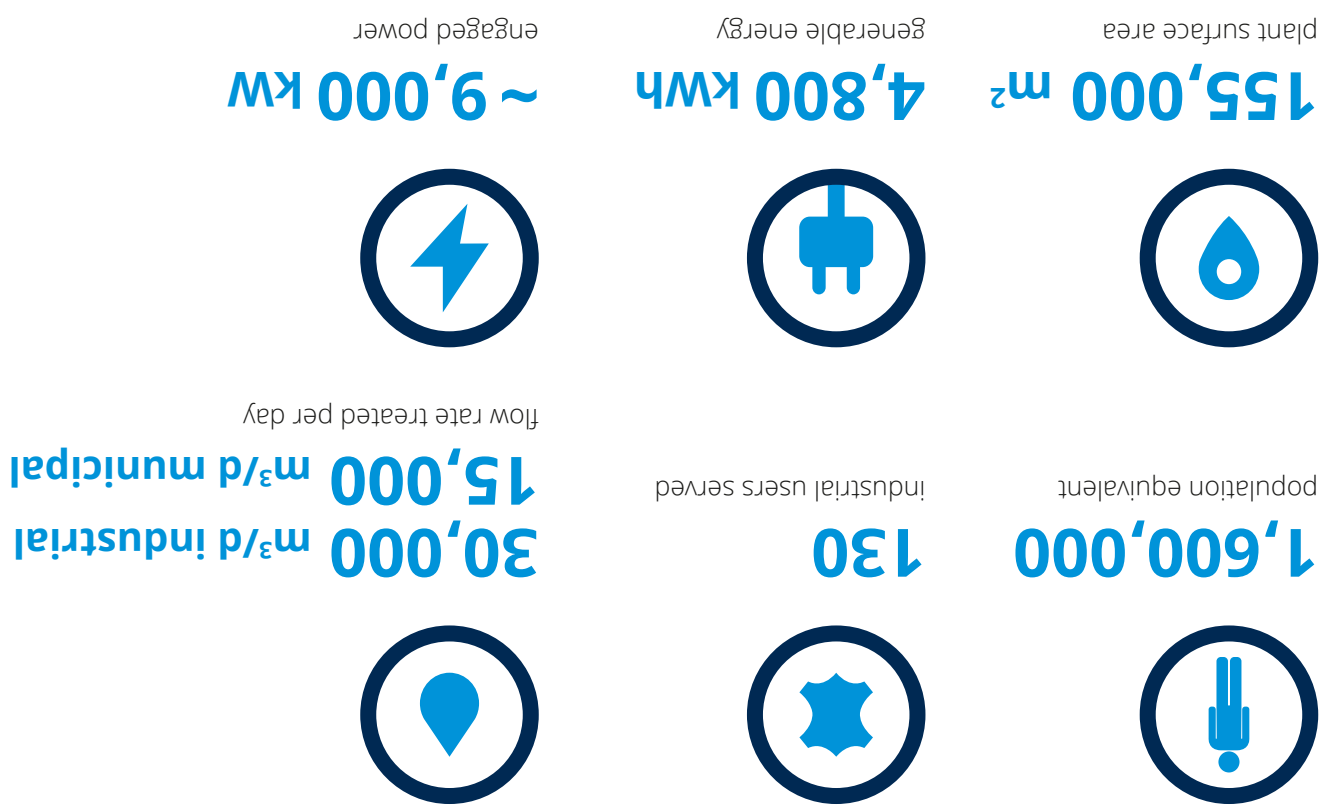 1,600,000
population equivalent
130
industrial users served
30,000 m³/d industrial
15,000 m³/d municipal
flow rate treated per day
155,000 m²
plant surface area
4,800 kWh
generable energy
~ 9,000 kW
engaged power